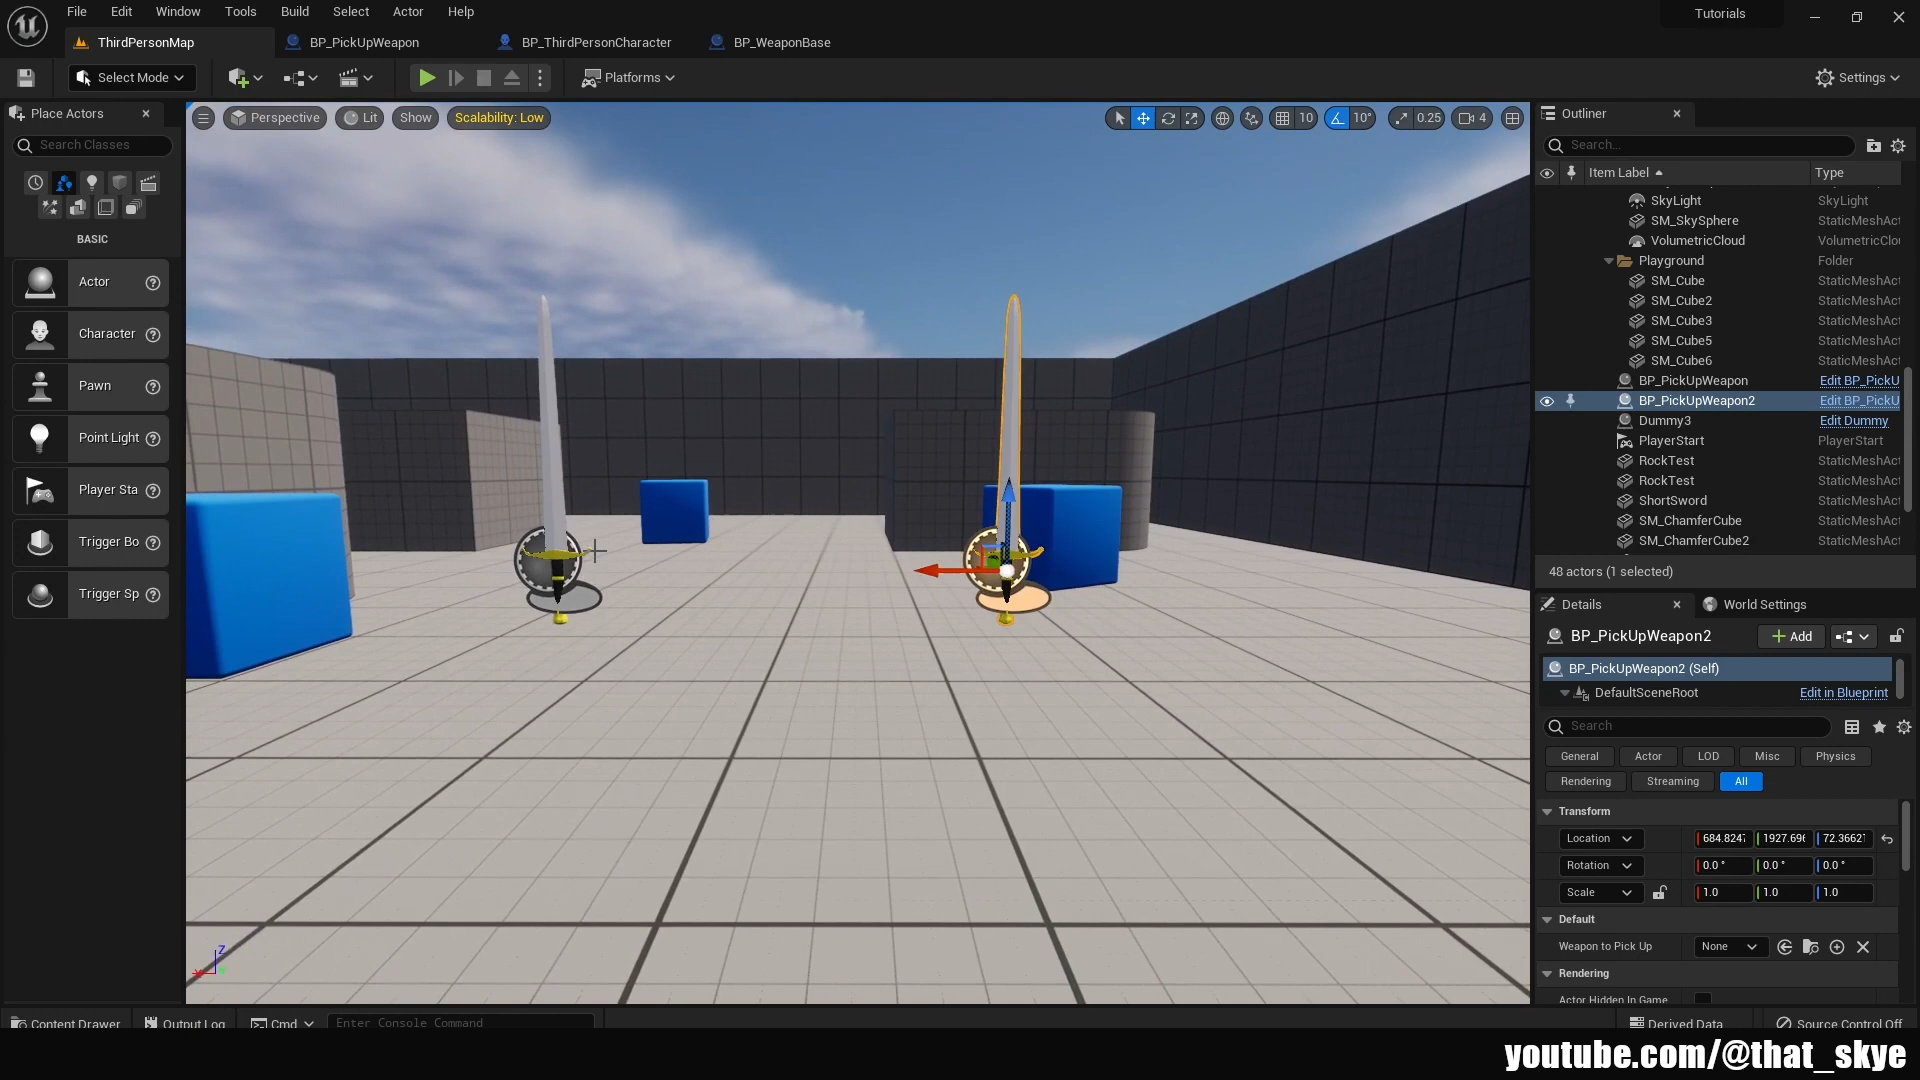 File Edit Window Tools Build Select Actor Help
Tutorials
ThirdPersonMap
BP_PickUpWeapon
BP_ThirdPersonCharacter
BP_WeaponBase
Select Mode
Platforms
Settings
Place Actors
Search Classes
BASIC
Actor
Character
Pawn
Point Light
Player Sta
Trigger Bo
Trigger Sp
Perspective
Lit
Show
Scalability: Low
10
10°
0.25
4
Z
Outliner
Search...
Item Label
Type
SkyLight SkyLight
SM_SkySphere StaticMeshAct
VolumetricCloud VolumetricClou
Playground Folder
SM_Cube StaticMeshAct
SM_Cube2 StaticMeshAct
SM_Cube3 StaticMeshAct
SM_Cube5 StaticMeshAct
SM_Cube6 StaticMeshAct
BP_PickUpWeapon Edit BP_PickU
BP_PickUpWeapon2 Edit BP_PickU
Dummy3 Edit Dummy
PlayerStart PlayerStart
RockTest StaticMeshAct
RockTest StaticMeshAct
ShortSword StaticMeshAct
SM_ChamferCube StaticMeshAct
SM_ChamferCube2 StaticMeshAct
48 actors (1 selected)
Details
World Settings
BP_PickUpWeapon2
Add
BP_PickUpWeapon2 (Self)
DefaultSceneRoot Edit in Blueprint
Search
General Actor LOD Misc Physics
Rendering Streaming All
Transform
Location 684.8247 1927.696 72.3662
Rotation 0.0 ° 0.0 ° 0.0 °
Scale 1.0 1.0 1.0
Default
Weapon to Pick Up None
Rendering
Actor Hidden In Game
Content Drawer
Output Log
Cmd
Enter Console Command
Derived Data
Source Control Off
youtube.com/@that_skye